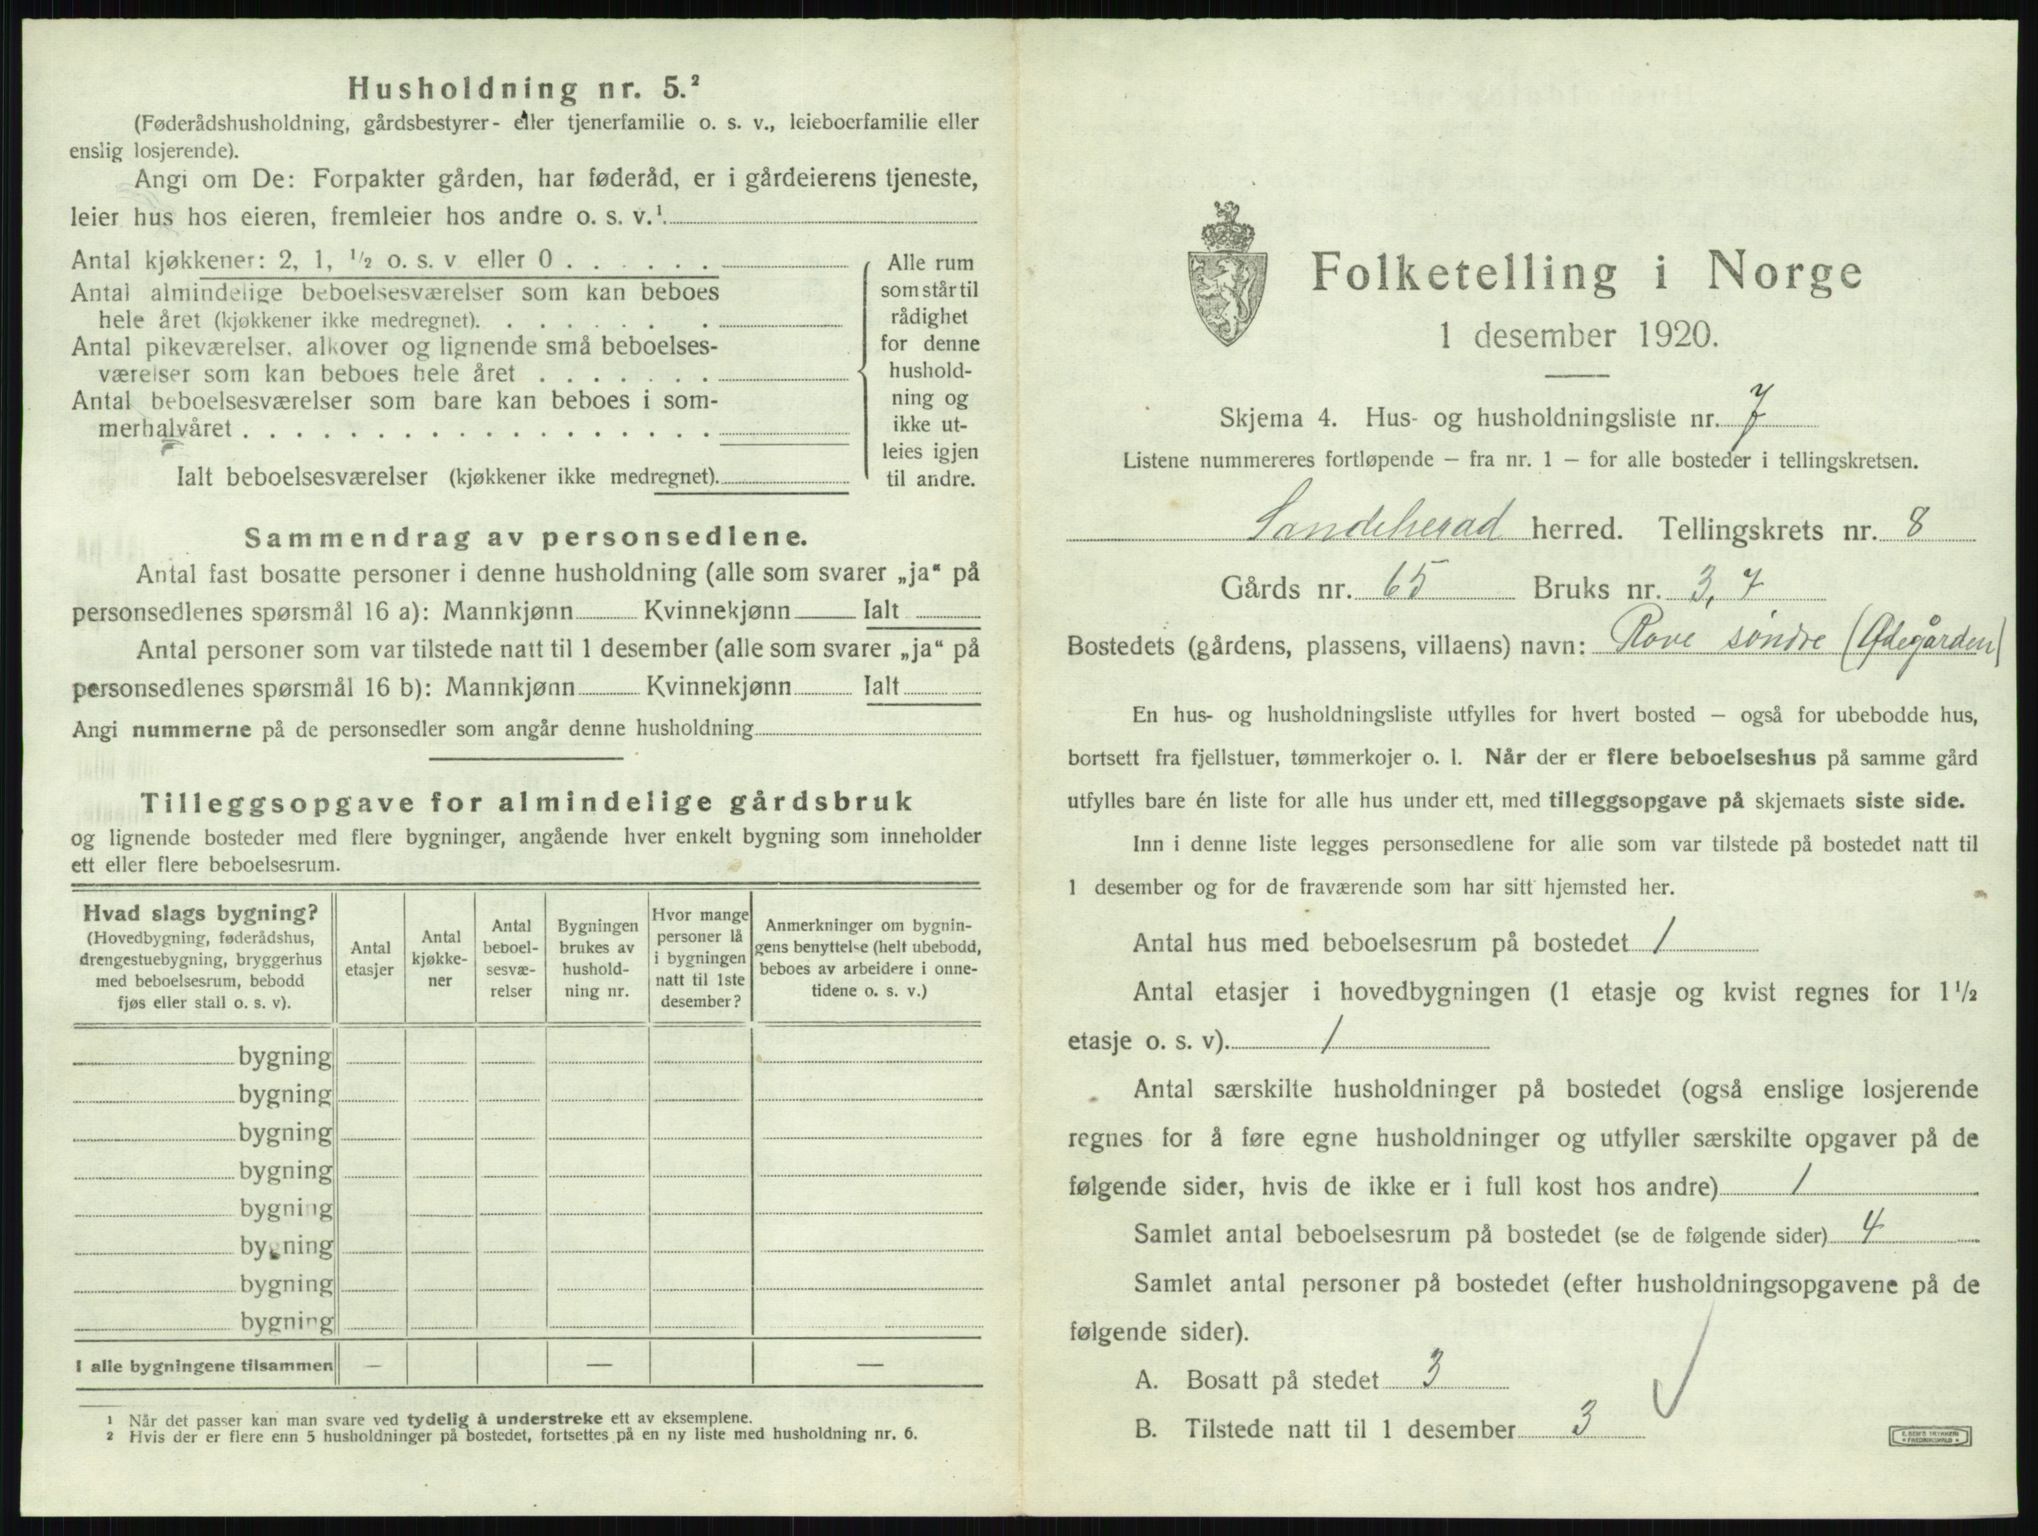 Husholdning nr. 5.²
(Føderådshusholdning, gårdsbestyrer- eller tjenerfamilie o. s. v., leieboerfamilie eller
enslig losjerende).
Angi om De: Forpakter gården, har føderåd, er i gårdeierens tjeneste,
leier hus hos eieren, fremleier hos andre o. s. v.¹
Antal kjøkkener: 2, 1, ½ o. s. v eller 0 . . . . . .
Antal almindelige beboelsesværelser som kan beboes
hele året (kjøkkener ikke medregnet). . . . . . . .
Antal pikeværelser, alkover og lignende små beboelses-
værelser som kan beboes hele året . . . . . . .
Antal beboelsesværelser som bare kan beboes i som-
merhalvåret . . . . . . . . . . . . . . . . . .
Ialt beboelsesværelser (kjøkkener ikke medregnet).
Alle rum
som står til
rådighet
for denne
hushold-
ning og
ikke ut-
leies igjen
til andre.
Sammendrag av personsedlene.
Antal fast bosatte personer i denne husholdning (alle som svarer „ja“ på
personsedlenes spørsmål 16 a): Mannkjønn Kvinnekjønn Ialt
Antal personer som var tilstede natt til 1 desember (alle som svarer „ja“ på
personsedlenes spørsmål 16 b): Mannkjønn Kvinnekjønn Ialt
Angi nummerne på de personsedler som angår denne husholdning
Tilleggsopgave for almindelige gårdsbruk
og lignende bosteder med flere bygninger, angående hver enkelt bygning som inneholder
ett eller flere beboelsesrum.
Hvad slags bygning?
(Hovedbygning, føderådshus,
drengestuebygning, bryggerhus
med beboelsesrum, bebodd
fjøs eller stall o. s. v).
Antal
etasjer
Antal
kjøkke-
ner
Antal
beboel-
sesvæ-
relser
Bygningen
brukes av
hushold-
ning nr.
Hvor mange
personer lå
i bygningen
natt til 1ste
desember?
Anmerkninger om bygnin-
gens benyttelse (helt ubebodd,
beboes av arbeidere i onne-
tidene o. s. v.)
bygning
bygning
bygning
bygning
bygning
bygning
bygning
bygning
I alle bygningene tilsammen — — —
1 Når det passer kan man svare ved tydelig å understreke ett av eksemplene.
2 Hvis der er flere enn 5 husholdninger på bostedet, fortsettes på en ny liste med husholdning nr. 6.
Folketelling i Norge
1 desember 1920.
Skjema 4. Hus- og husholdningsliste nr. 7
Listene nummereres fortløpende – fra nr. 1 – for alle bosteder i tellingskretsen.
Sandeherad herred. Tellingskrets nr. 8
Gårds nr. 65 Bruks nr. 3, 7
Bostedets (gårdens, plassens, villaens) navn: Rove søndre (Ødegården)
En hus- og husholdningsliste utfylles for hvert bosted – også for ubebodde hus,
bortsett fra fjellstuer, tømmerkojer o. l. Når der er flere beboelseshus på samme gård
utfylles bare én liste for alle hus under ett, med tilleggsopgave på skjemaets siste side.
Inn i denne liste legges personsedlene for alle som var tilstede på bostedet natt til
1 desember og for de fraværende som har sitt hjemsted her.
Antal hus med beboelsesrum på bostedet 1
Antal etasjer i hovedbygningen (1 etasje og kvist regnes for 1½
etasje o. s. v). 1
Antal særskilte husholdninger på bostedet (også enslige losjerende
regnes for å føre egne husholdninger og utfyller særskilte opgaver på de
følgende sider, hvis de ikke er i full kost hos andre) 1
Samlet antal beboelsesrum på bostedet (se de følgende sider) 4
Samlet antal personer på bostedet (efter husholdningsopgavene på de
følgende sider).
A. Bosatt på stedet 3
B. Tilstede natt til 1 desember 3